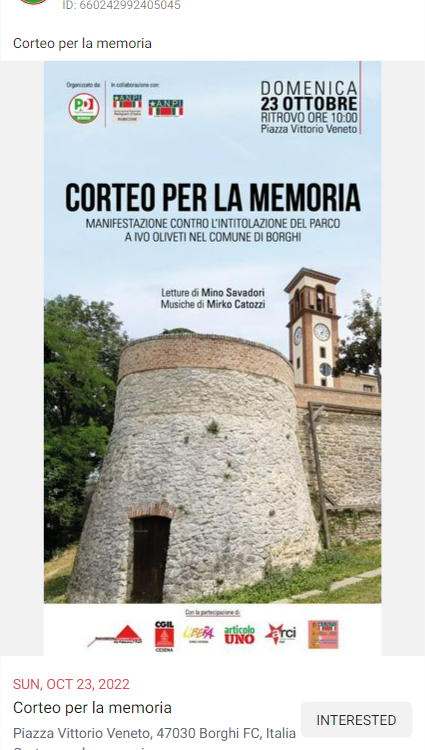 ID: 660242992405045
Corteo per la memoria
Organizzato da:
In collaborazione con:
PD
ANPI
ANPI
DOMENICA
23 OTTOBRE
RITROVO ORE 10:00
Piazza Vittorio Veneto
CORTEO PER LA MEMORIA
MANIFESTAZIONE CONTRO L'INTITOLAZIONE DEL PARCO
A IVO OLIVETI NEL COMUNE DI BORGHI
Letture di Mino Savadori
Musiche di Mirko Catozzi
Con la partecipazione di:
CGIL
CESENA
LIBERA
articolo
UNO
arci
SUN, OCT 23, 2022
Corteo per la memoria
INTERESTED
Piazza Vittorio Veneto, 47030 Borghi FC, Italia